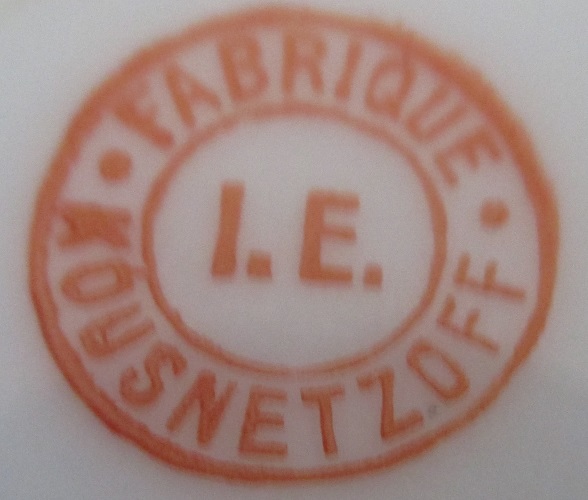 FABRIQUE
I. E.
KOUSNETZOFF